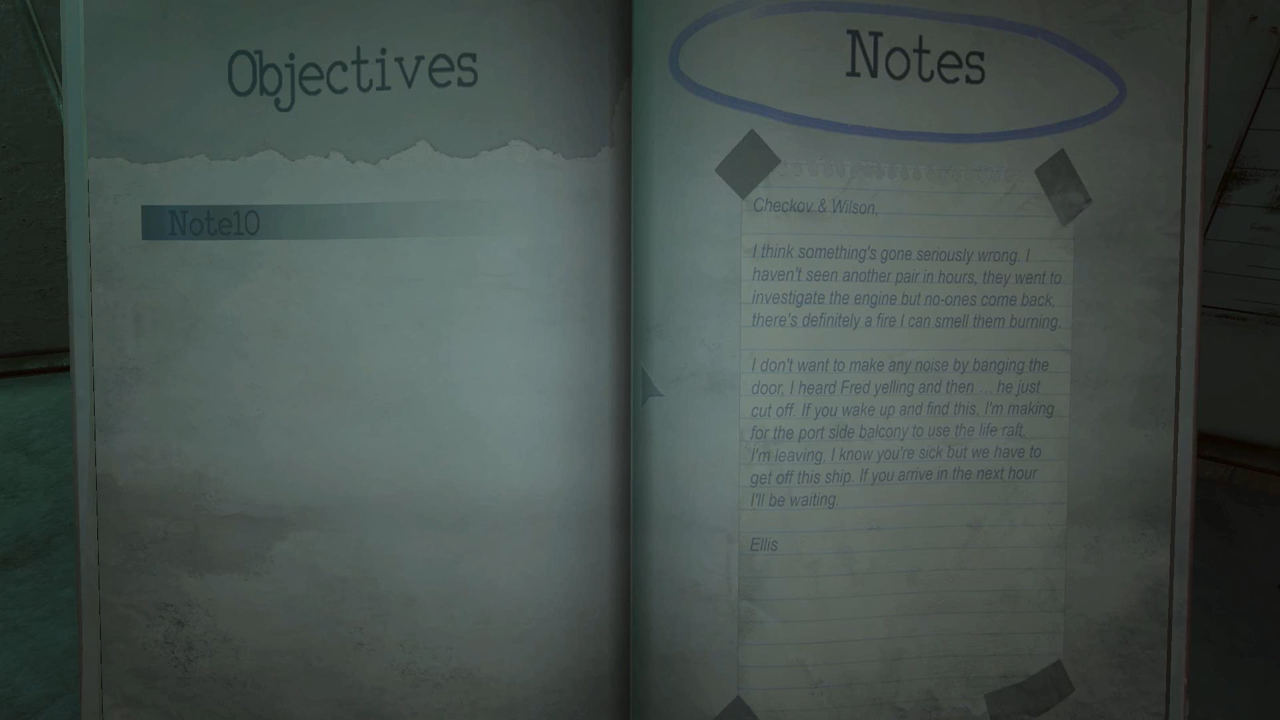 Objectives
Note10
Notes
Checkov & Wilson,
I think something's gone seriously wrong. I
haven't seen another pair in hours, they went to
investigate the engine but no-ones come back,
there's definitely a fire I can smell them burning.
I don't want to make any noise by banging the
door, I heard Fred yelling and then ... he just
cut off. If you wake up and find this, I'm making
for the port side balcony to use the life raft,
I'm leaving, I know you're sick but we have to
get off this ship. If you arrive in the next hour
I'll be waiting.
Ellis